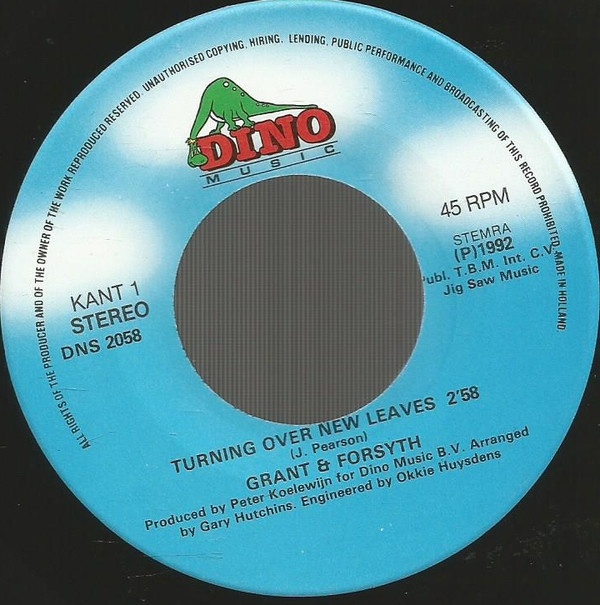 ALL RIGHTS OF THE PRODUCER AND OF THE OWNER OF THE WORK REPRODUCED RESERVED. UNAUTHORISED COPYING, HIRING. LENDING, PUBLIC PERFORMANCE AND BROADCASTING OF THIS RECORD PROHIBITED. MADE IN HOLLAND
DINO
MUSIC
45 RPM
STEMRA
(P)1992
Publ. T.B.M. Int. C.V.
Jig Saw Music
KANT 1
STEREO
DNS 2058
TURNING OVER NEW LEAVES 2'58
(J. Pearson)
GRANT & FORSYTH
Produced by Peter Koelewijn for Dino Music B.V. Arranged
by Gary Hutchins. Engineered by Okkie Huysdens